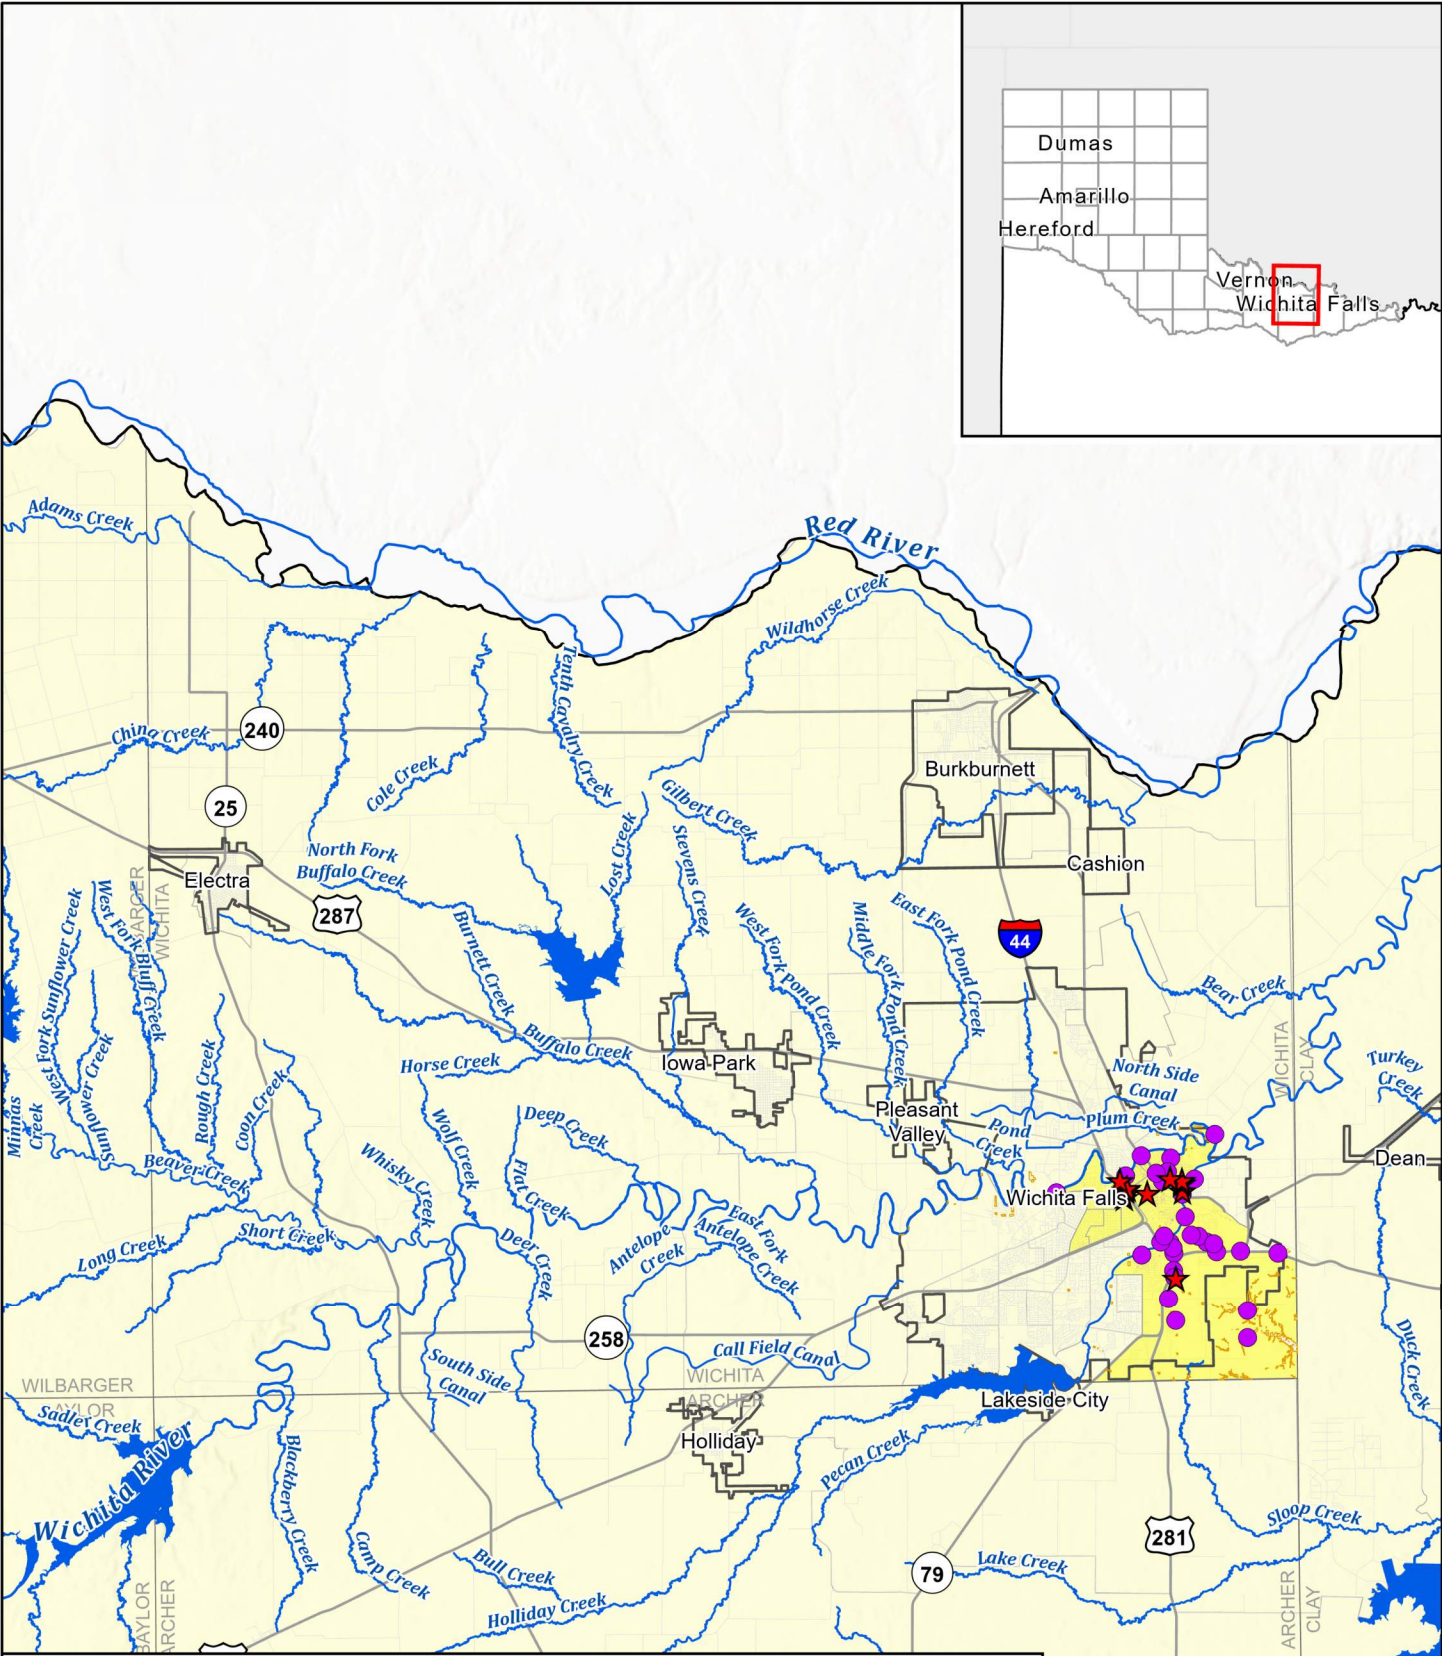 Dumas
Amarillo
Hereford
Vernon
Wichita Falls
Adams Creek
Red River
Wildhorse Creek
Tenth Cavalry Creek
China Creek
240
Cole Creek
Burkburnett
25
Gilbert Creek
Lost Creek
Stevens Creek
North Fork
Buffalo Creek
Cashion
Electra
287
WICHITA
West Fork Sunflower Creek
West Fork Bluff Creek
Burnett Creek
West Fork Pond Creek
Middle Fork Pond Creek
East Fork Pond Creek
44
Bear Creek
WICHITA
CLAY
Buffalo Creek
Horse Creek
Iowa Park
Turkey
Creek
North Side
Canal
Minnas
Creek
Sunflower Creek
Rough Creek
Coon Creek
Wolf Creek
Deep Creek
Pleasant
Valley
Pond
Creek
Plum Creek
Dean
Beaver Creek
Whisky Creek
Flat Creek
Wichita Falls
Long Creek
Short Creek
Deer Creek
Antelope
Creek
East Fork
Antelope Creek
258
Call Field Canal
South Side
Canal
Duck Creek
WILBARGER
WICHITA
ARCHER
Lakeside City
Sadler Creek
Holliday
Wichita River
Blackberry Creek
Pecan Creek
Sloop Creek
281
Camp Creek
Bull Creek
79
Lake Creek
Holliday Creek
BAYLOR
ARCHER
ARCHER
CLAY